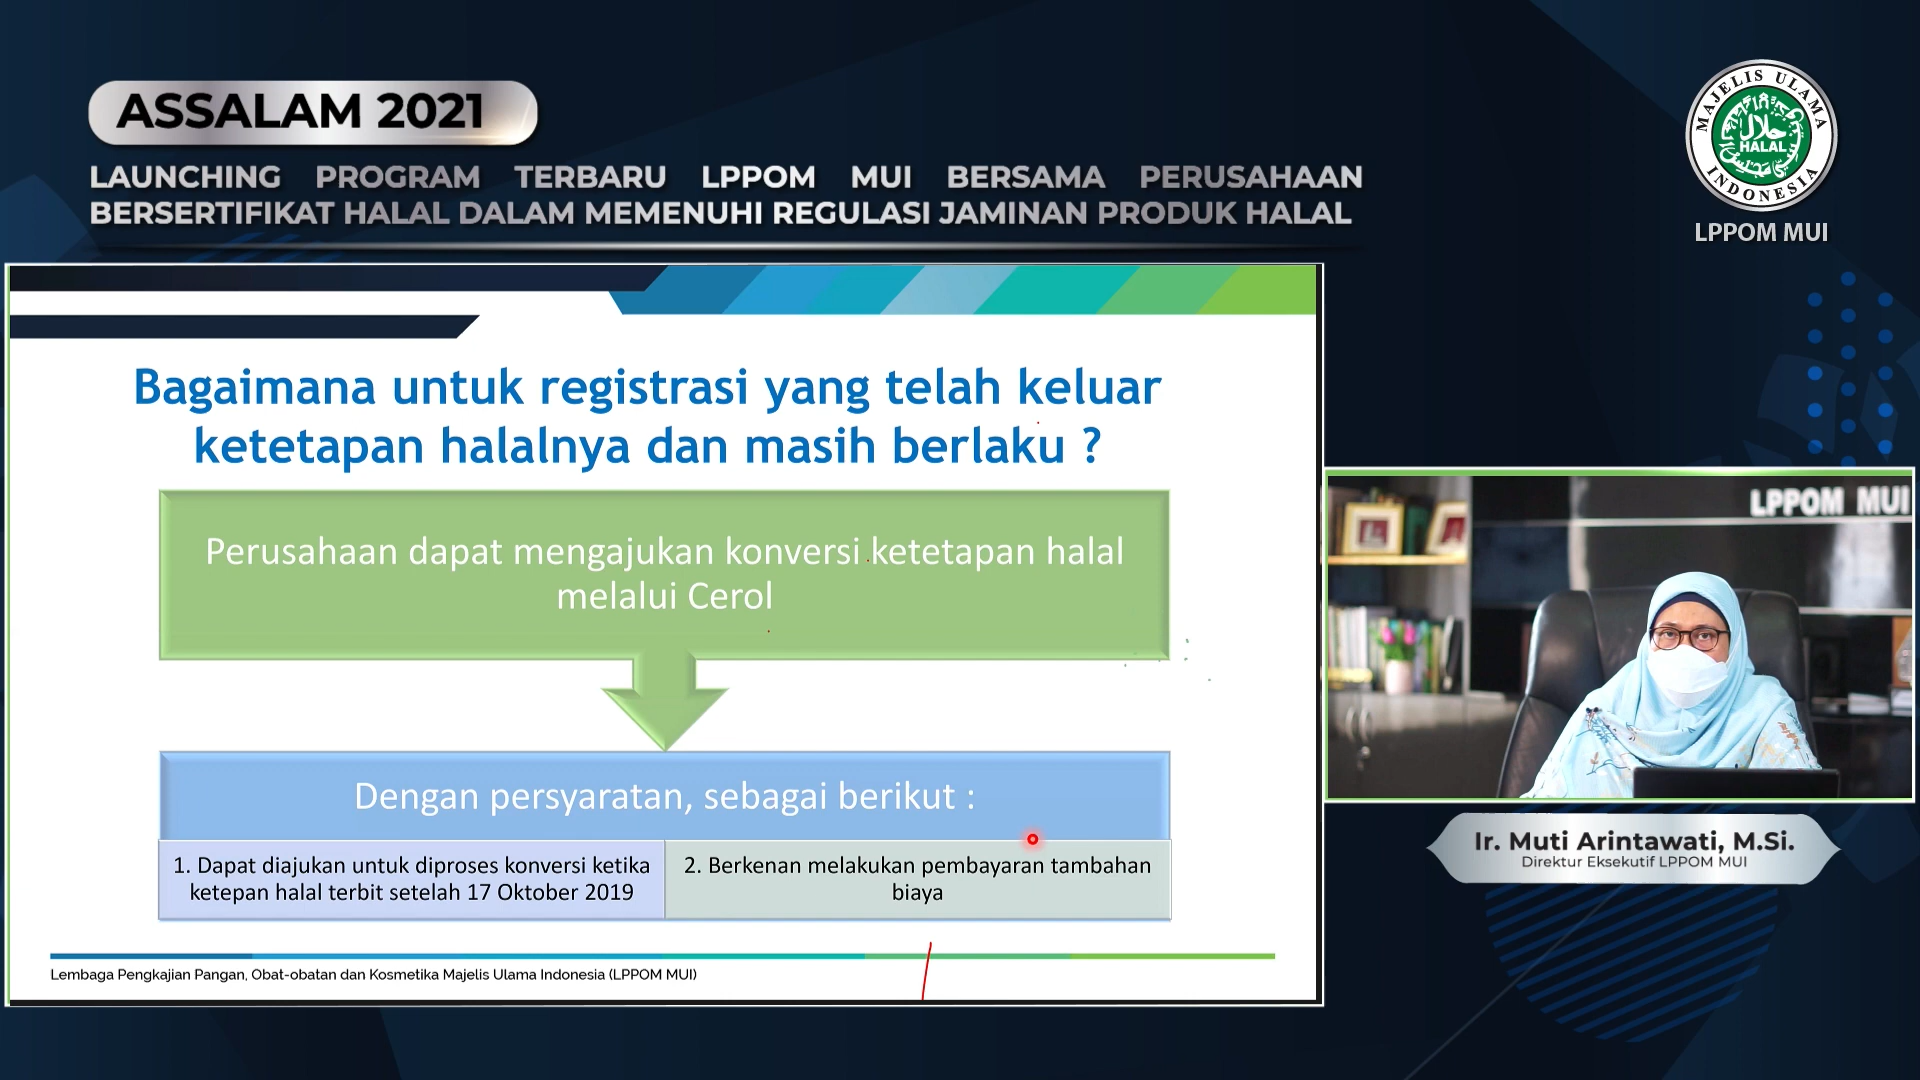 ASSALAM 2021
LAUNCHING PROGRAM TERBARU LPPOM MUI BERSAMA PERUSAHAAN
BERSERTIFIKAT HALAL DALAM MEMENUHI REGULASI JAMINAN PRODUK HALAL
MAJELIS ULAMA
حلال
HALAL
INDONESIA
LPPOM MUI
Bagaimana untuk registrasi yang telah keluar
ketetapan halalnya dan masih berlaku ?
Perusahaan dapat mengajukan konversi ketetapan halal
melalui Cerol
Dengan persyaratan, sebagai berikut :
1. Dapat diajukan untuk diproses konversi ketika
ketepan halal terbit setelah 17 Oktober 2019
2. Berkenan melakukan pembayaran tambahan
biaya
Lembaga Pengkajian Pangan, Obat-obatan dan Kosmetika Majelis Ulama Indonesia (LPPOM MUI)
LPPOM MUI
Ir. Muti Arintawati, M.Si.
Direktur Eksekutif LPPOM MUI